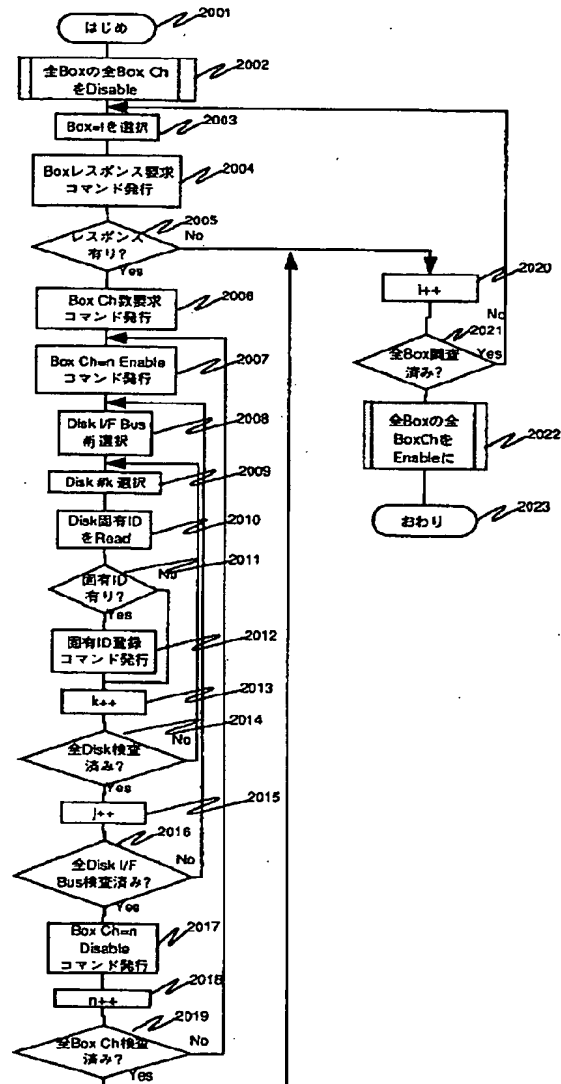 はじめ
2001
全Boxの全Box Ch
をDisable
2002
Box=iを選択
2003
Boxレスポンス要求
コマンド発行
2004
レスポンス
有り?
2005
No
Yes
Box Ch数要求
コマンド発行
2006
Box Ch=n Enable
コマンド発行
2007
Disk I/F Bus
#j 選択
2008
Disk #k 選択
2009
Disk固有ID
をRead
2010
固有ID
有り?
2011
No
Yes
固有ID登録
コマンド発行
2012
k++
2013
全Disk検査
済み?
2014
No
Yes
j++
2015
全Disk I/F
Bus検査済み?
2016
No
Yes
Box Ch=n
Disable
コマンド発行
2017
n++
2018
全Box Ch検査
済み?
2019
No
Yes
i++
2020
No
全Box調査
済み?
2021
Yes
全Boxの全
BoxChを
Enableに
2022
おわり
2023